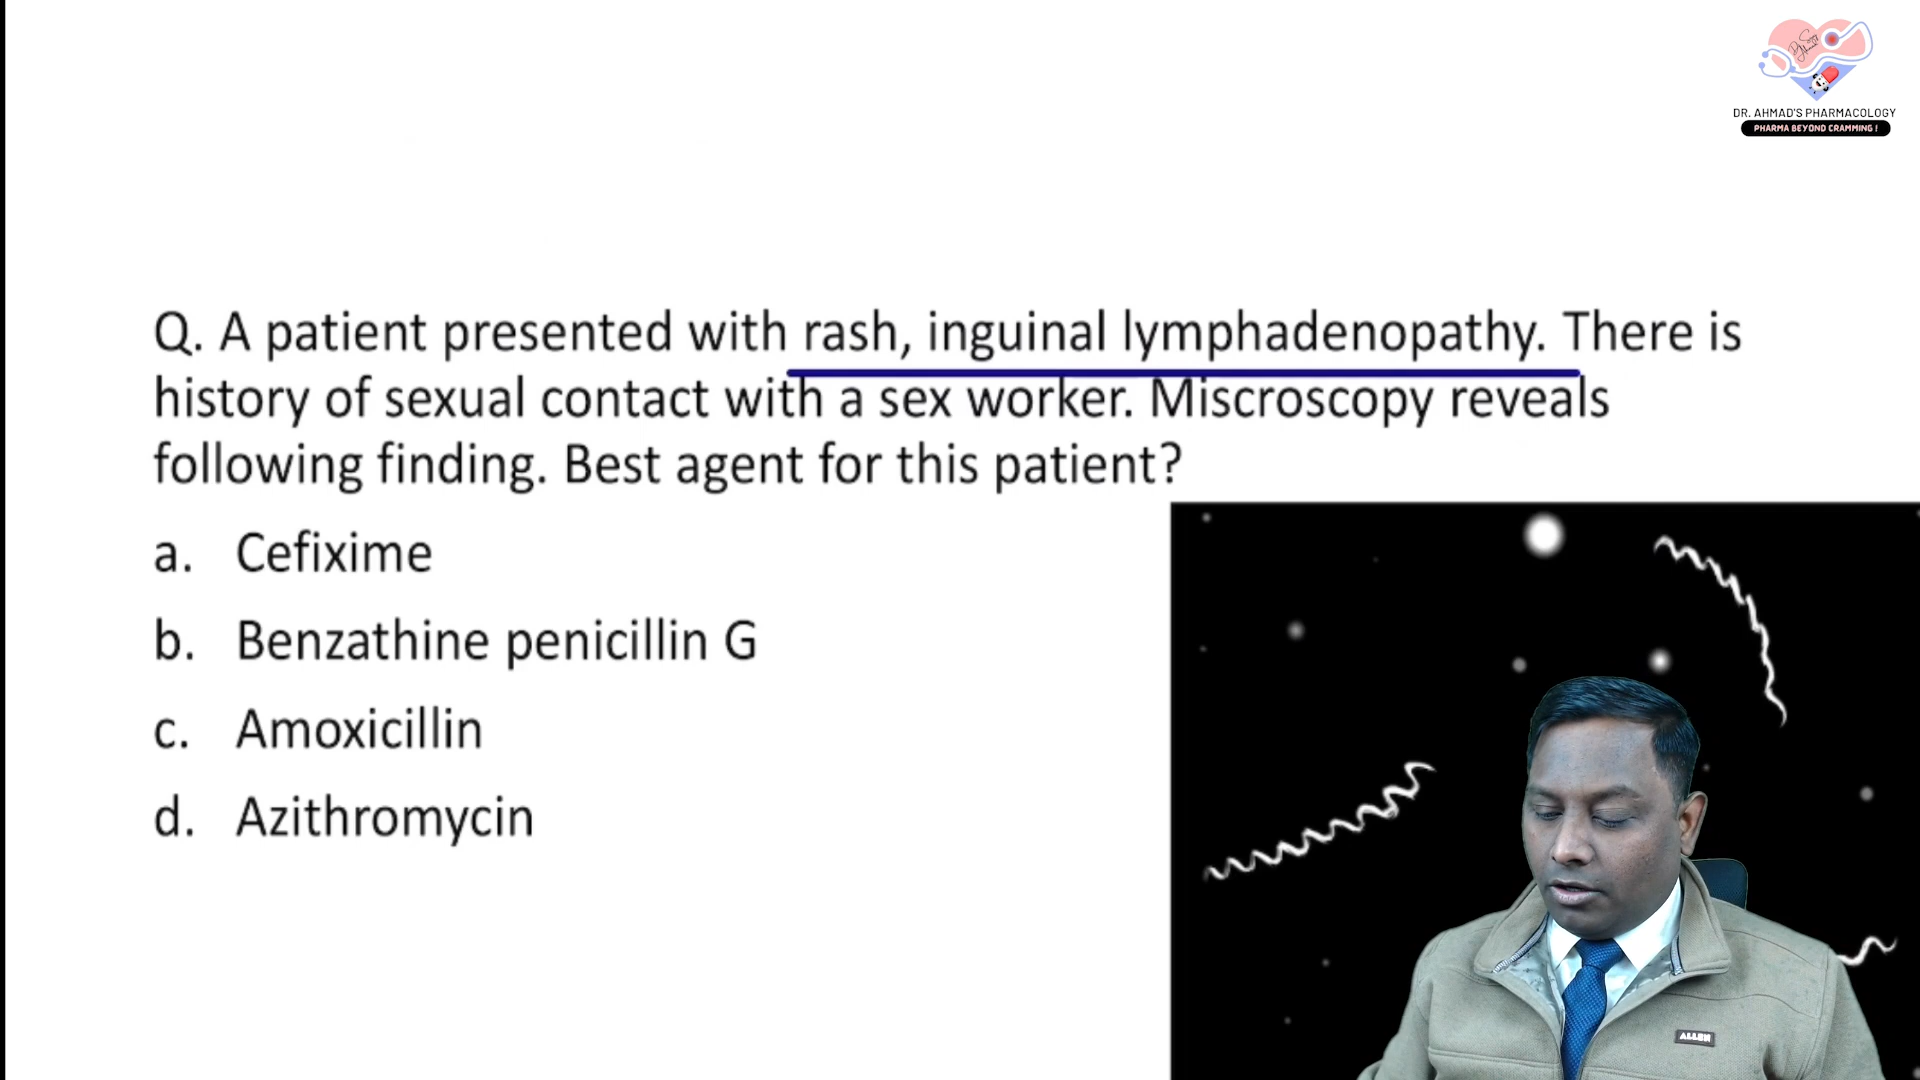 DR. AHMAD'S PHARMACOLOGY
PHARMA BEYOND CRAMMING !
Q. A patient presented with rash, inguinal lymphadenopathy. There is
history of sexual contact with a sex worker. Miscroscopy reveals
following finding. Best agent for this patient?
a. Cefixime
b. Benzathine penicillin G
c. Amoxicillin
d. Azithromycin
ALLEN